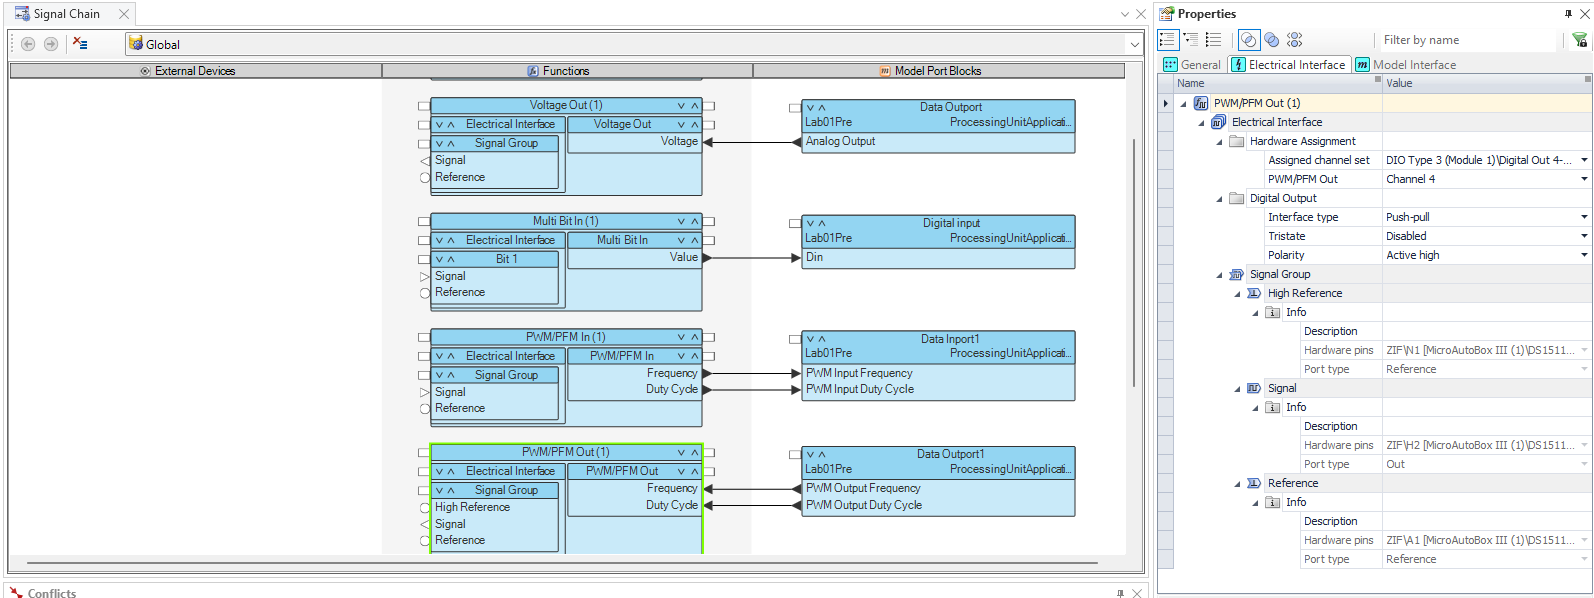 Signal Chain
Global
External Devices
Functions
Model Port Blocks
Voltage Out (1)
Electrical Interface
Voltage Out
Signal Group
Voltage
Signal
Reference
Data Outport
Lab01Pre
ProcessingUnitApplicati...
Analog Output
Multi Bit In (1)
Electrical Interface
Multi Bit In
Bit 1
Value
Signal
Reference
Digital input
Lab01Pre
ProcessingUnitApplicati...
Din
PWM/PFM In (1)
Electrical Interface
PWM/PFM In
Signal Group
Frequency
Duty Cycle
Signal
Reference
Data Inport1
Lab01Pre
ProcessingUnitApplicati...
PWM Input Frequency
PWM Input Duty Cycle
PWM/PFM Out (1)
Electrical Interface
PWM/PFM Out
Signal Group
Frequency
Duty Cycle
High Reference
Signal
Reference
Data Outport1
Lab01Pre
ProcessingUnitApplicati...
PWM Output Frequency
PWM Output Duty Cycle
Conflicts
Properties
Filter by name
General
Electrical Interface
Model Interface
Name Value
PWM/PFM Out (1)
Electrical Interface
Hardware Assignment
Assigned channel set DIO Type 3 (Module 1)\Digital Out 4-...
PWM/PFM Out Channel 4
Digital Output
Interface type Push-pull
Tristate Disabled
Polarity Active high
Signal Group
High Reference
Info
Description
Hardware pins ZIF\N1 [MicroAutoBox III (1)\DS1511...
Port type Reference
Signal
Info
Description
Hardware pins ZIF\H2 [MicroAutoBox III (1)\DS1511...
Port type Out
Reference
Info
Description
Hardware pins ZIF\A1 [MicroAutoBox III (1)\DS1511...
Port type Reference